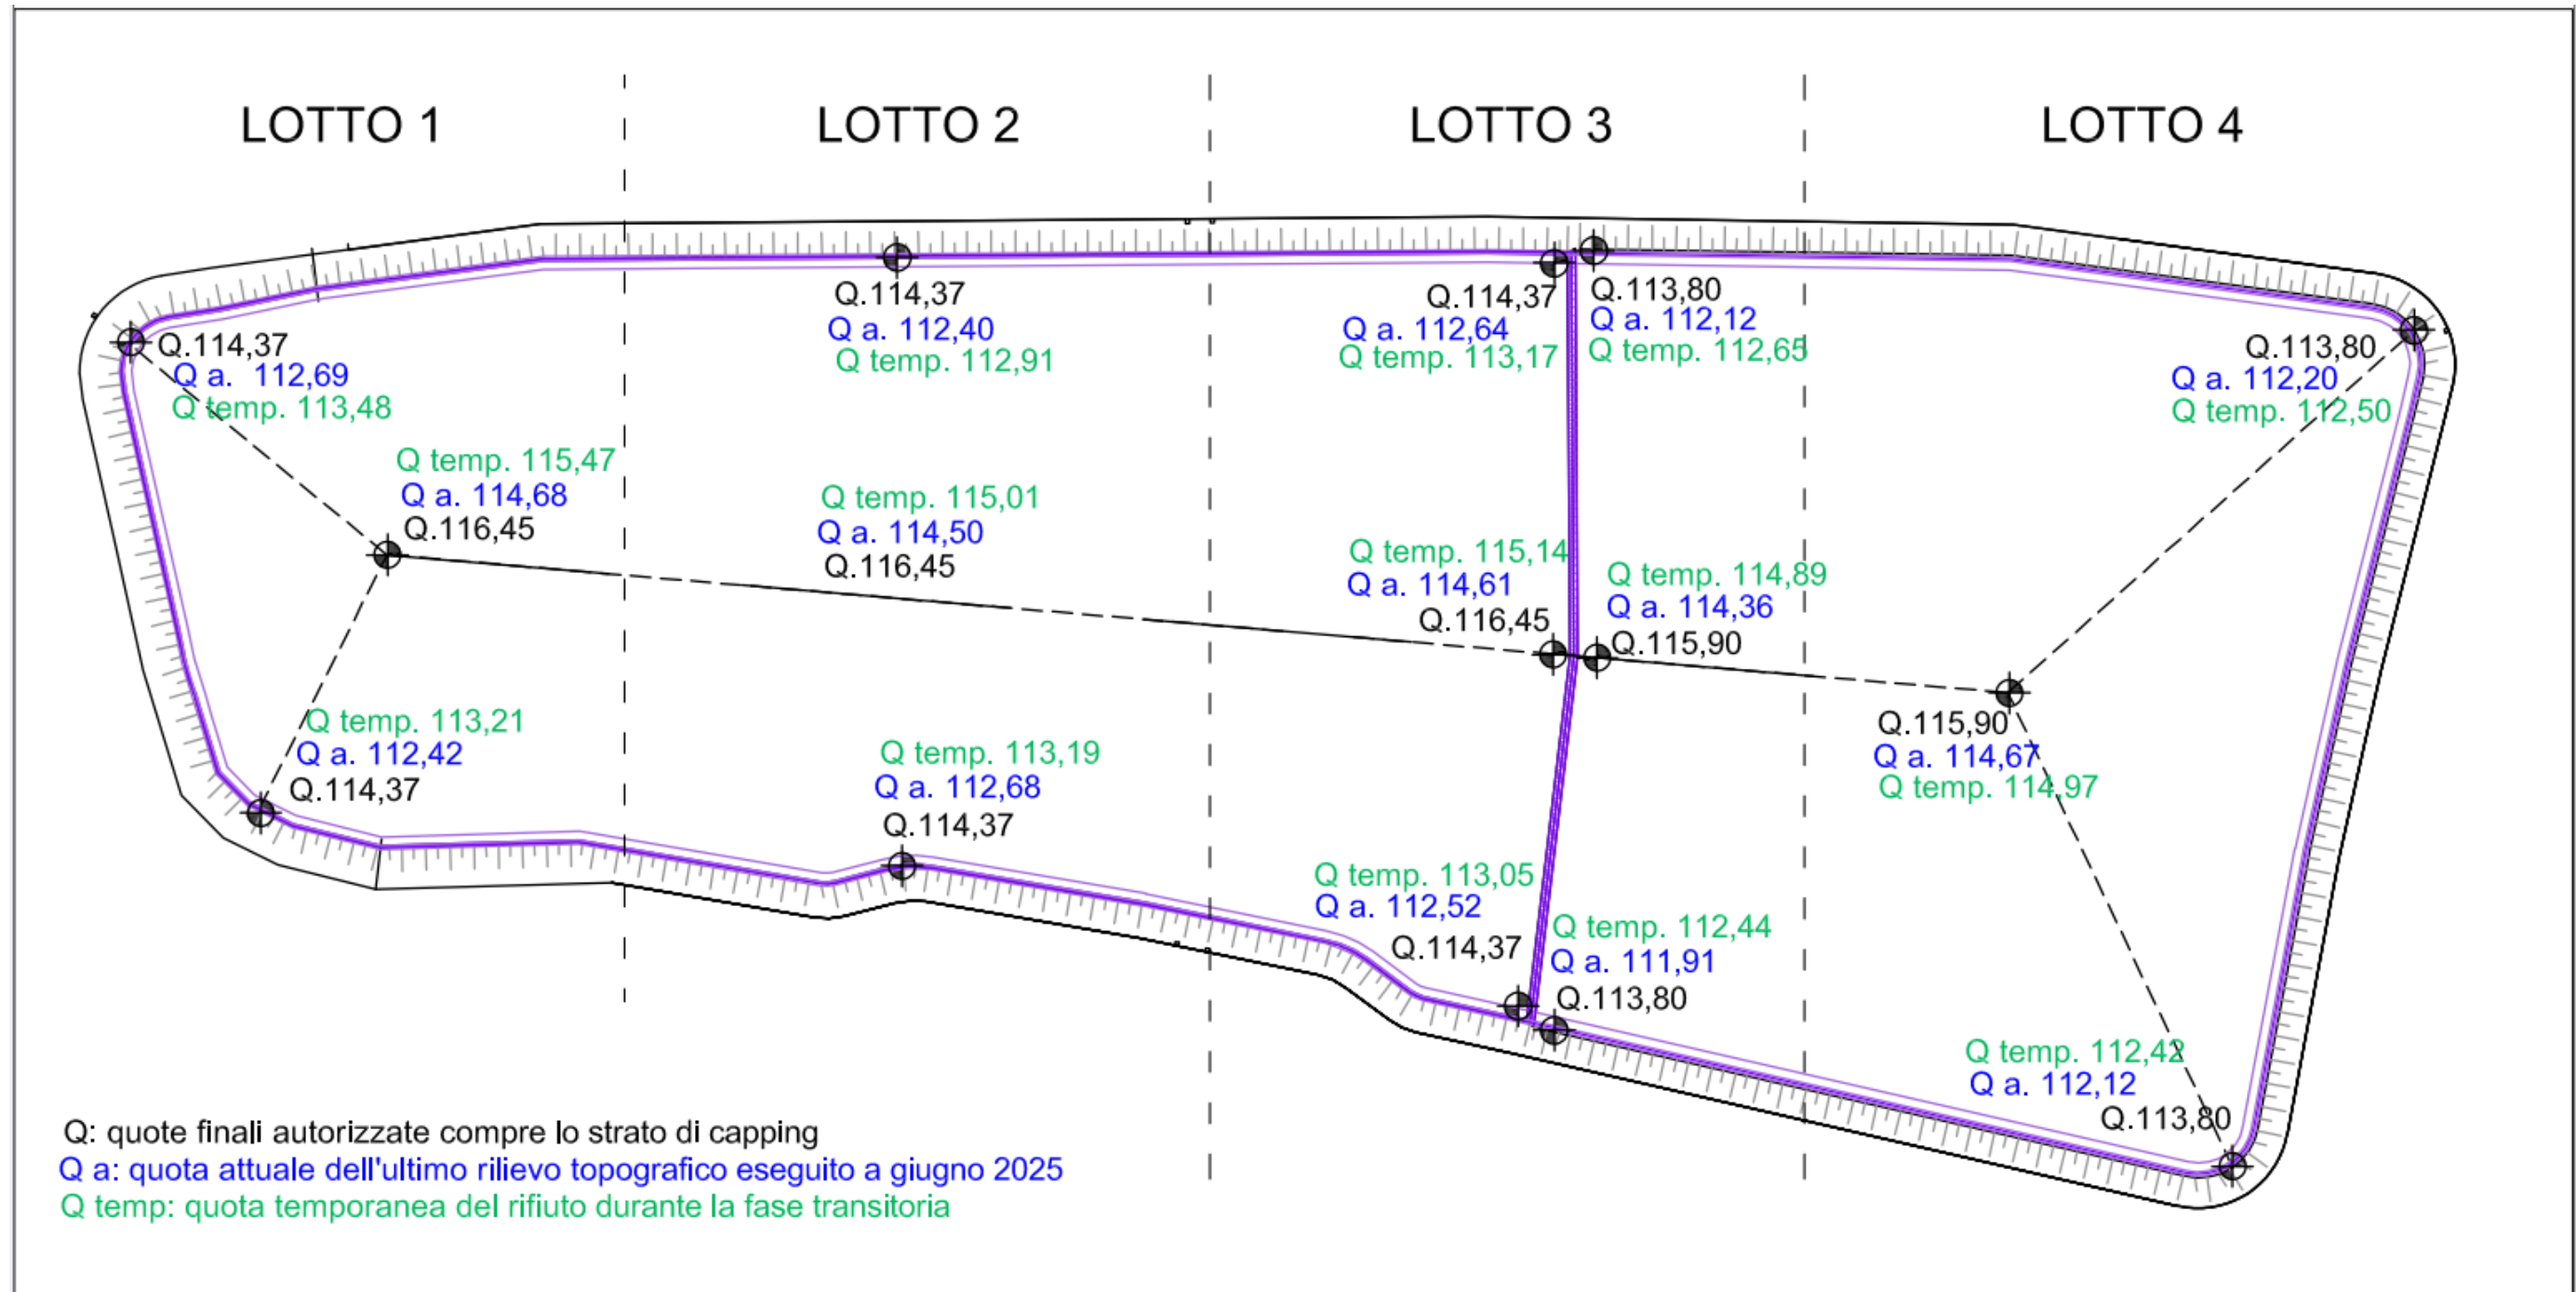 LOTTO 1
LOTTO 2
LOTTO 3
LOTTO 4
Q.114,37
Q a. 112,69
Q temp. 113,48
Q temp. 115,47
Q a. 114,68
Q.116,45
Q temp. 113,21
Q a. 112,42
Q.114,37
Q.114,37
Q a. 112,40
Q temp. 112,91
Q temp. 115,01
Q a. 114,50
Q.116,45
Q temp. 113,19
Q a. 112,68
Q.114,37
Q.114,37
Q a. 112,64
Q temp. 113,17
Q.113,80
Q a. 112,12
Q temp. 112,65
Q temp. 115,14
Q a. 114,61
Q.116,45
Q temp. 114,89
Q a. 114,36
Q.115,90
Q temp. 113,05
Q a. 112,52
Q.114,37
Q temp. 112,44
Q a. 111,91
Q.113,80
Q.113,80
Q a. 112,20
Q temp. 112,50
Q.115,90
Q a. 114,67
Q temp. 114,97
Q temp. 112,42
Q a. 112,12
Q.113,80
Q: quote finali autorizzate compre lo strato di capping
Q a: quota attuale dell'ultimo rilievo topografico eseguito a giugno 2025
Q temp: quota temporanea del rifiuto durante la fase transitoria